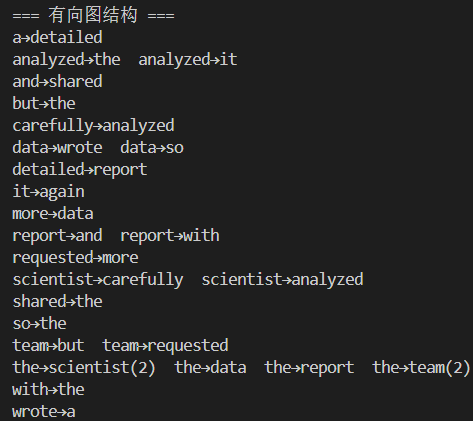 === 有向图结构 ===
a→detailed
analyzed→the  analyzed→it
and→shared
but→the
carefully→analyzed
data→wrote  data→so
detailed→report
it→again
more→data
report→and  report→with
requested→more
scientist→carefully  scientist→analyzed
shared→the
so→the
team→but  team→requested
the→scientist(2)  the→data  the→report  the→team(2)
with→the
wrote→a